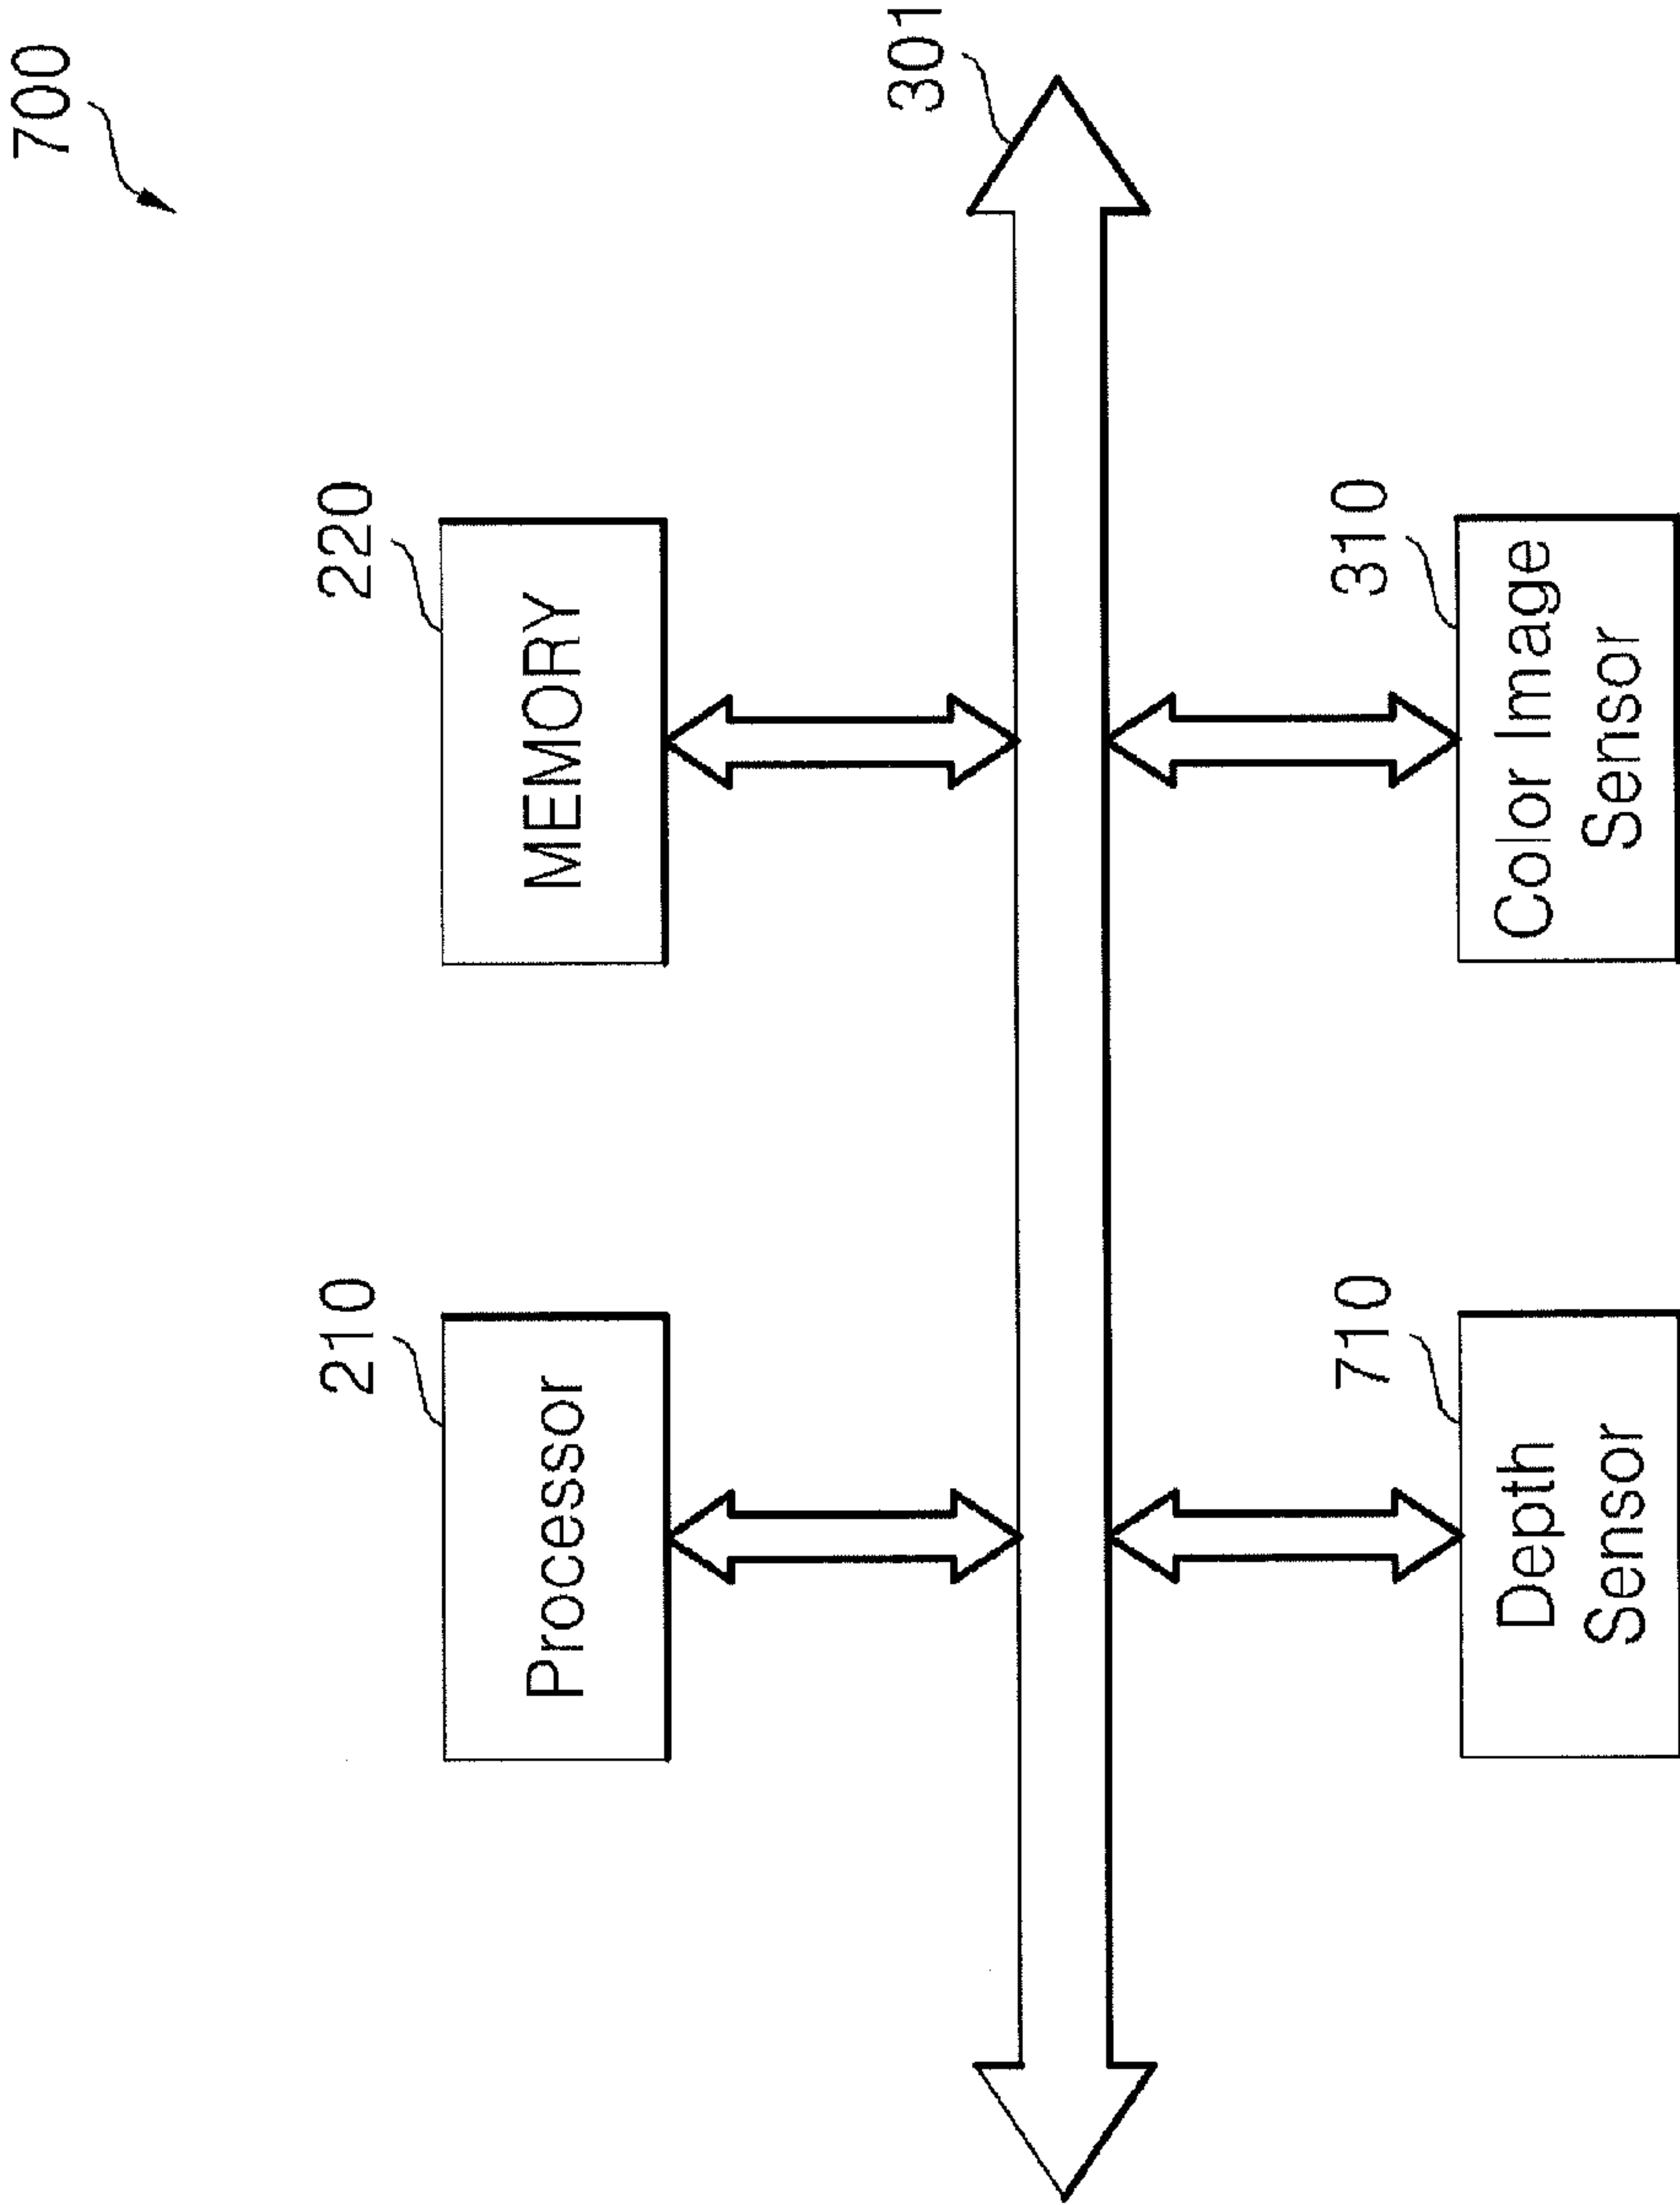 700
210
220
Processor
MEMORY
301
710
310
Depth
Sensor
Color Image
Sensor